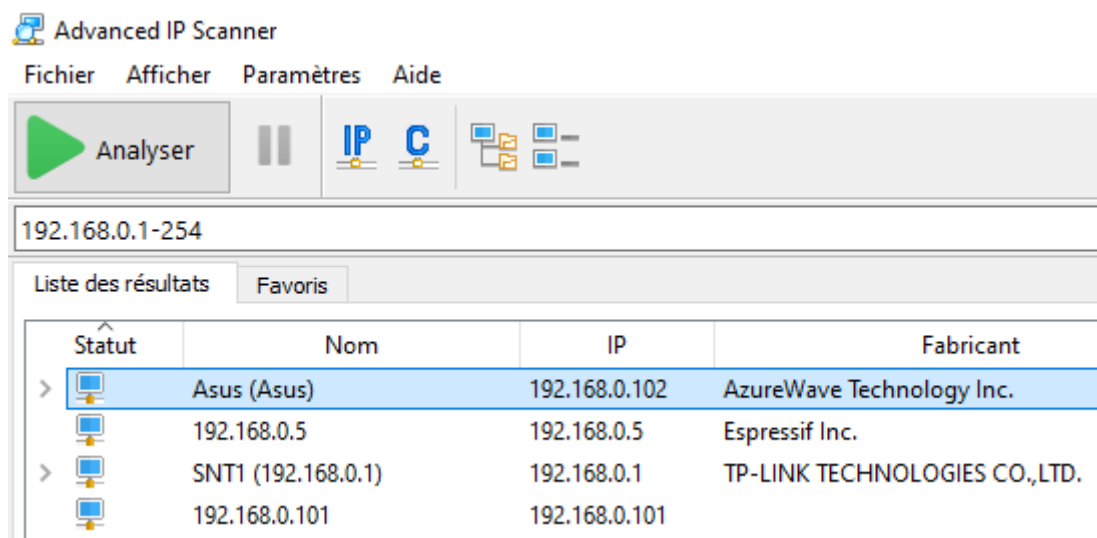 Advanced IP Scanner
Fichier Afficher Paramètres Aide
Analyser IP C
192.168.0.1-254
Liste des résultats Favoris
Statut Nom IP Fabricant
Asus (Asus) 192.168.0.102 AzureWave Technology Inc.
192.168.0.5 192.168.0.5 Espressif Inc.
SNT1 (192.168.0.1) 192.168.0.1 TP-LINK TECHNOLOGIES CO.,LTD.
192.168.0.101 192.168.0.101